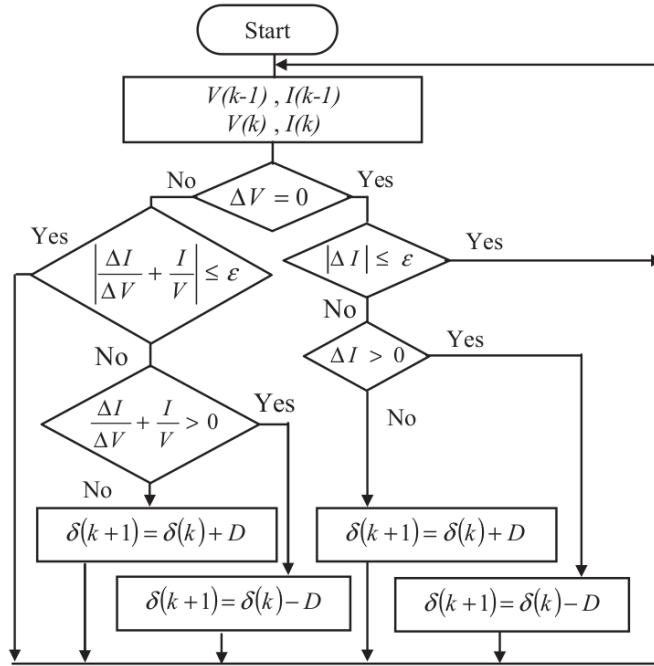 Start
V(k-1) , I(k-1)
V(k) , I(k)
No
ΔV = 0
Yes
Yes
|ΔI/ΔV + I/V| ≤ ε
|ΔI| ≤ ε
Yes
No
No
ΔI > 0
Yes
ΔI/ΔV + I/V > 0
Yes
No
No
δ(k+1) = δ(k) + D
δ(k+1) = δ(k) + D
δ(k+1) = δ(k) − D
δ(k+1) = δ(k) − D